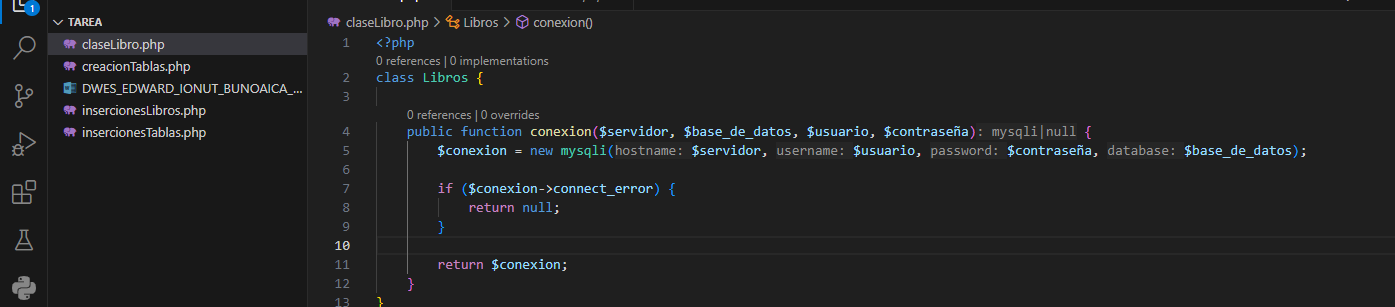 1
TAREA
claseLibro.php
creacionTablas.php
DWES_EDWARD_IONUT_BUNOAICA_...
insercionesLibros.php
insercionesTablas.php
claseLibro.php > Libros > conexion()
1 <?php
0 references | 0 implementations
2 class Libros {
3
0 references | 0 overrides
4 public function conexion($servidor, $base_de_datos, $usuario, $contraseña): mysqli|null {
5 $conexion = new mysqli(hostname: $servidor, username: $usuario, password: $contraseña, database: $base_de_datos);
6
7 if ($conexion->connect_error) {
8 return null;
9 }
10
11 return $conexion;
12 }
13 }